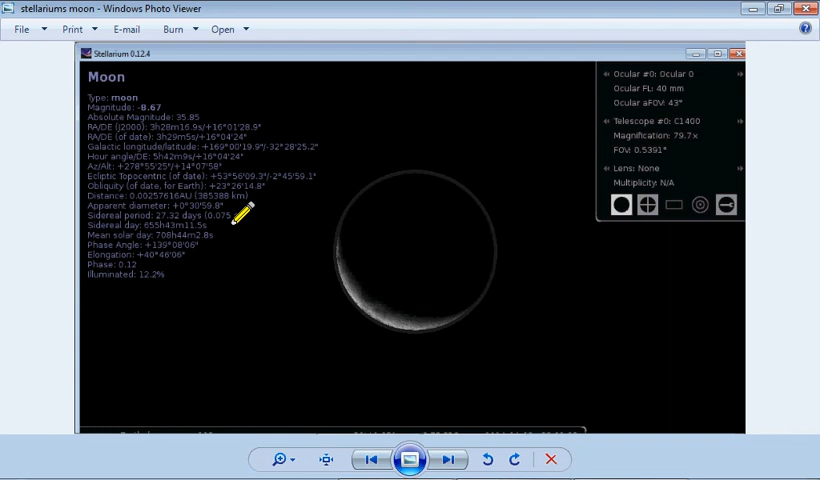 stellariums moon - Windows Photo Viewer
File Print E-mail Burn Open
Stellarium 0.12.4
Moon
Type: moon
Magnitude: -8.67
Absolute Magnitude: 35.85
RA/DE (J2000): 3h28m16.9s/+16°01'28.9"
RA/DE (of date): 3h29m5s/+16°04'24"
Galactic longitude/latitude: +169°00'19.9"/-32°28'25.2"
Hour angle/DE: 5h42m9s/+16°04'24"
Az/Alt: +278°55'25"/+14°07'58"
Ecliptic Topocentric (of date): +53°56'09.3"/-2°45'59.1"
Obliquity (of date, for Earth): +23°26'14.8"
Distance: 0.00257616AU (385388 km)
Apparent diameter: +0°30'59.8"
Sidereal period: 27.32 days (0.075
Sidereal day: 655h43m11.5s
Mean solar day: 708h44m2.8s
Phase Angle: +139°08'06"
Elongation: +40°46'06"
Phase: 0.12
Illuminated: 12.2%
Ocular #0: Ocular 0
Ocular FL: 40 mm
Ocular aFOV: 43°
Telescope #0: C1400
Magnification: 79.7x
FOV: 0.5391°
Lens: None
Multiplicity: N/A